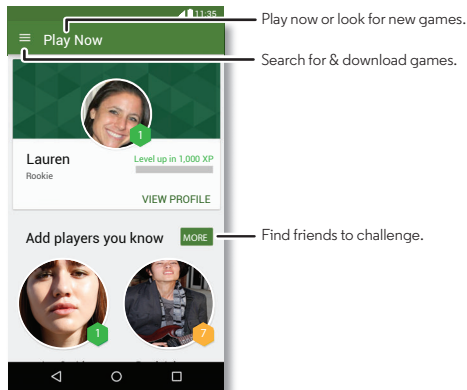 11:35
Play now or look for new games.
Play Now
Search for & download games.
1
Lauren
Level up in 1,000 XP
Rookie
VIEW PROFILE
Add players you know
MORE
Find friends to challenge.
1
7